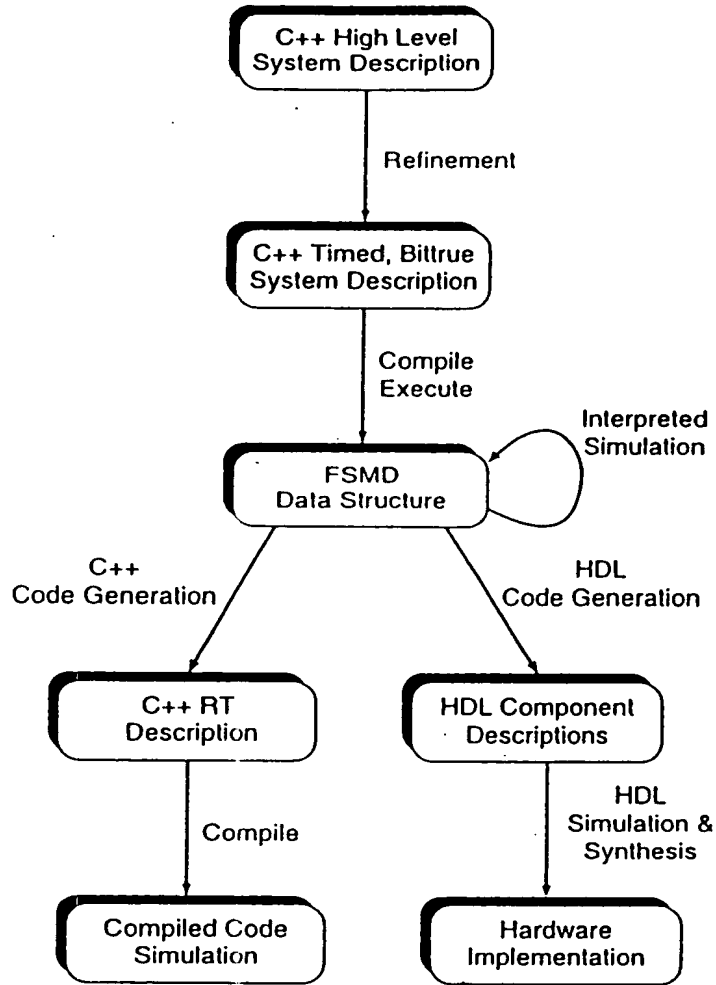 C++ High Level
System Description
Refinement
C++ Timed, Bittrue
System Description
Compile
Execute
Interpreted
Simulation
FSMD
Data Structure
C++
Code Generation
HDL
Code Generation
C++ RT
Description
HDL Component
Descriptions
Compile
HDL
Simulation &
Synthesis
Compiled Code
Simulation
Hardware
Implementation